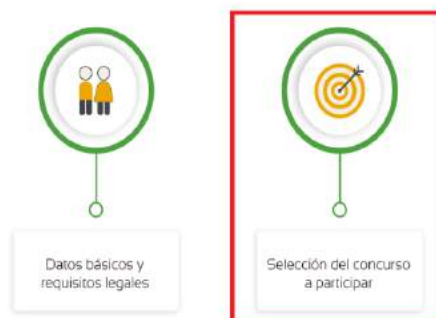 Datos básicos y
requisitos legales
Selección del concurso
a participar